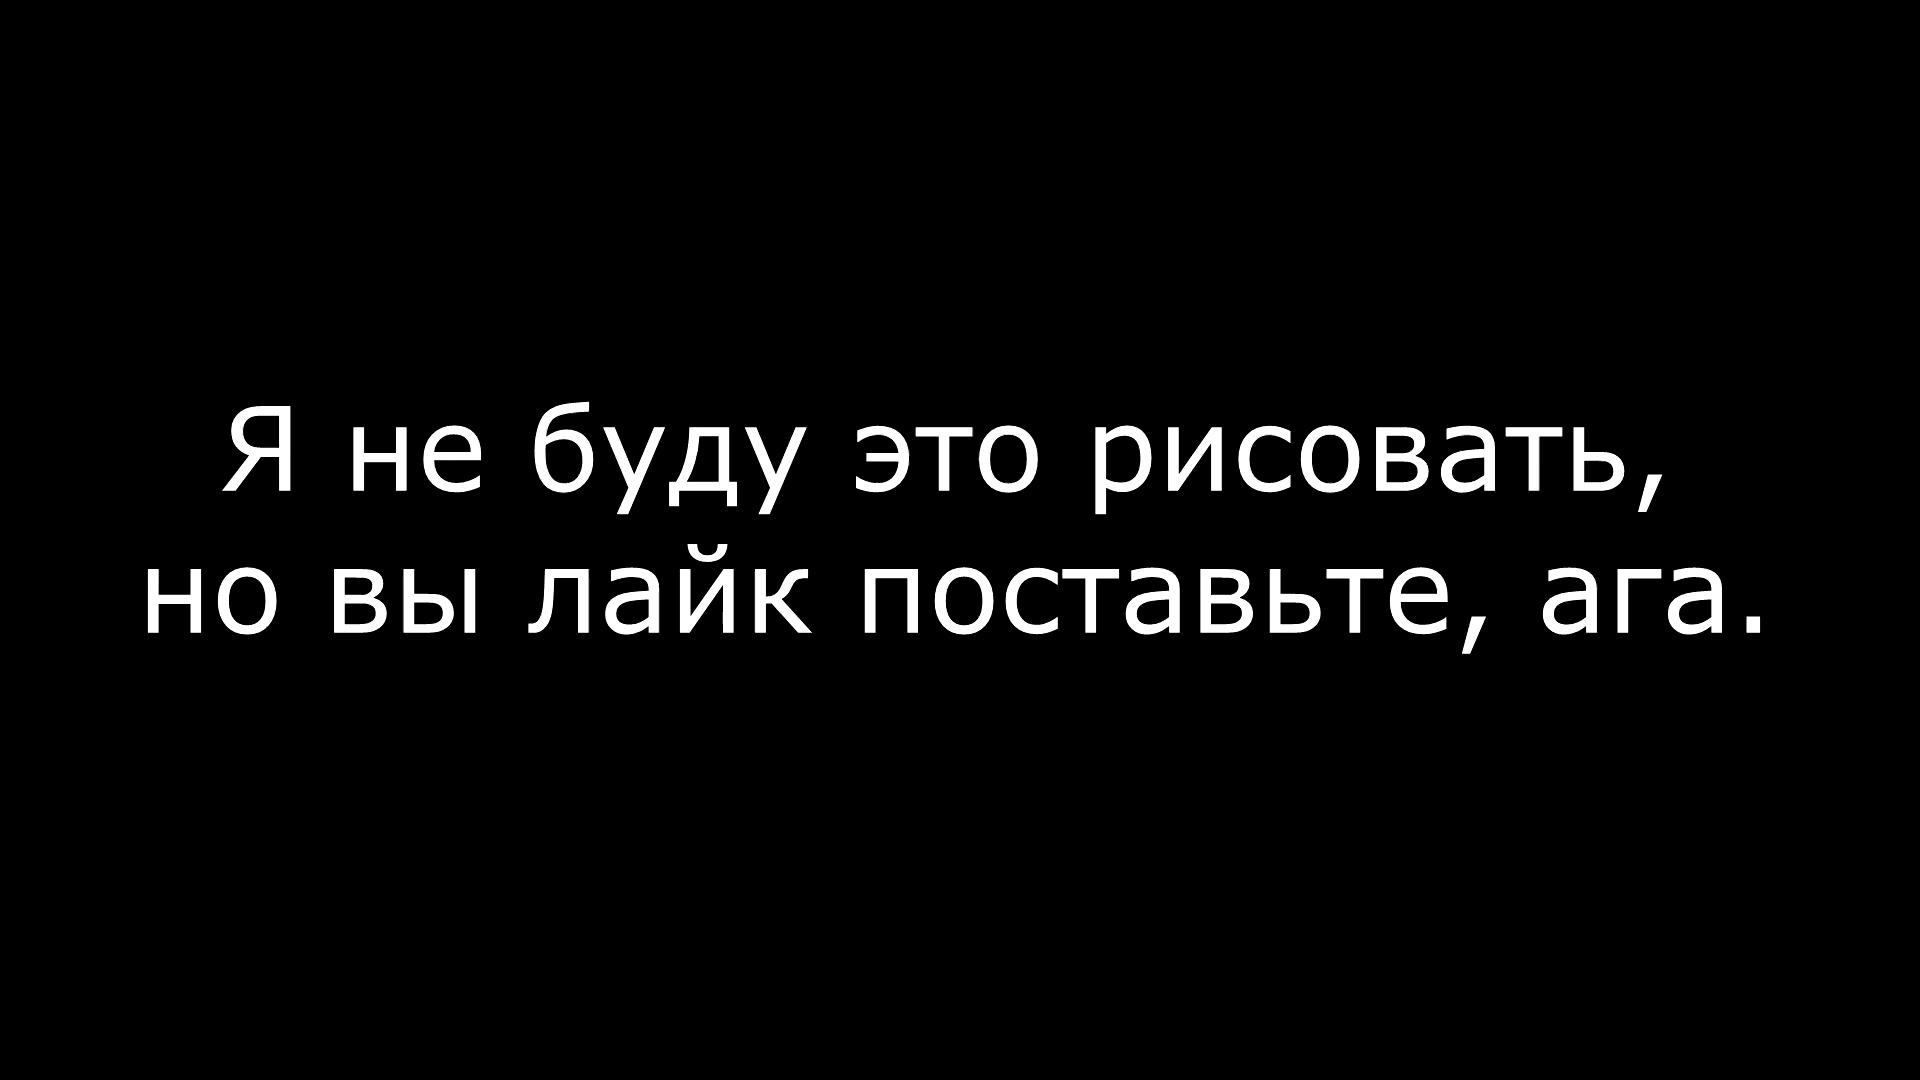 Я не буду это рисовать,
но вы лайк поставьте, ага.